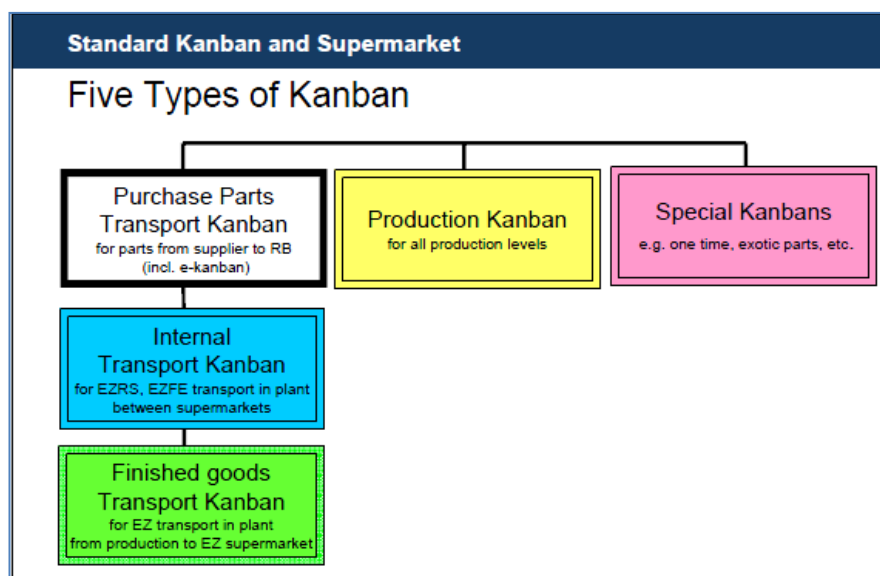 Standard Kanban and Supermarket
Five Types of Kanban
Purchase Parts
Transport Kanban
for parts from supplier to RB
(incl. e-kanban)
Production Kanban
for all production levels
Special Kanbans
e.g. one time, exotic parts, etc.
Internal
Transport Kanban
for EZRS, EZFE transport in plant
between supermarkets
Finished goods
Transport Kanban
for EZ transport in plant
from production to EZ supermarket